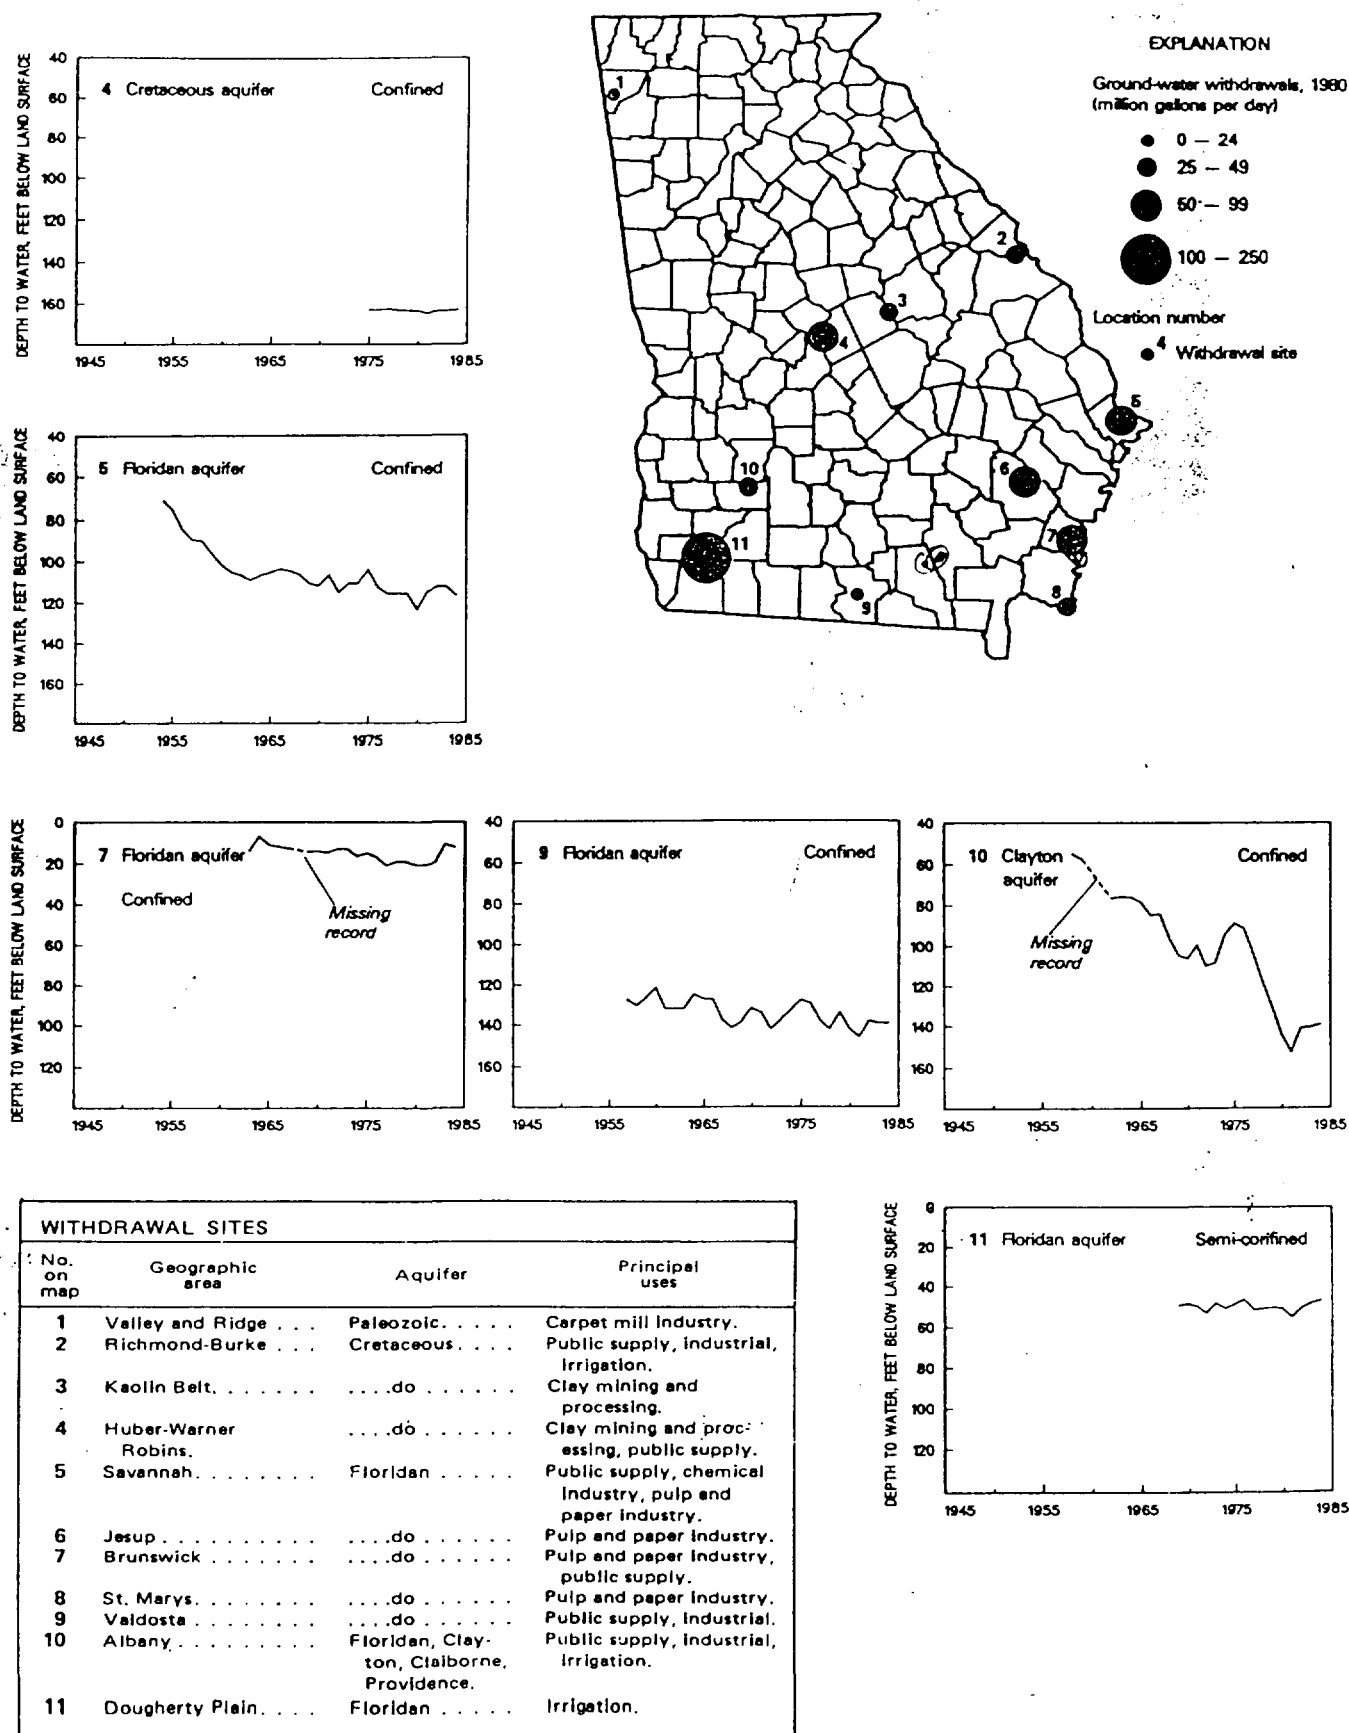 EXPLANATION
Ground-water withdrawals, 1980
(million gallons per day)
0 — 24
25 — 49
50 — 99
100 — 250
Location number
4 Withdrawal site
1
2
3
4
5
6
7
8
9
10
11
DEPTH TO WATER, FEET BELOW LAND SURFACE
40
60
80
100
120
140
160
4 Cretaceous aquifer Confined
1945 1955 1965 1975 1985
DEPTH TO WATER, FEET BELOW LAND SURFACE
40
60
80
100
120
140
160
5 Floridan aquifer Confined
1945 1955 1965 1975 1985
DEPTH TO WATER, FEET BELOW LAND SURFACE
0
20
40
60
80
100
120
7 Floridan aquifer
Confined
Missing
record
1945 1955 1965 1975 1985
40
60
80
100
120
140
160
9 Floridan aquifer Confined
1945 1955 1965 1975 1985
40
60
80
100
120
140
160
10 Clayton Confined
aquifer
Missing
record
1945 1955 1965 1975 1985
DEPTH TO WATER, FEET BELOW LAND SURFACE
0
20
40
60
80
100
120
11 Floridan aquifer Semi-confined
1945 1955 1965 1975 1985
WITHDRAWAL SITES
No. on map Geographic area Aquifer Principal uses
1 Valley and Ridge . . . Paleozoic. . . . . Carpet mill industry.
2 Richmond-Burke . . . Cretaceous. . . . Public supply, industrial,
irrigation.
3 Kaolin Belt. . . . . . . . . . .do . . . . . . Clay mining and
processing.
4 Huber-Warner . . . .do . . . . . . Clay mining and proc-
Robins. essing, public supply.
5 Savannah. . . . . . . . Floridan . . . . . Public supply, chemical
industry, pulp and
paper industry.
6 Jesup . . . . . . . . . . . . . .do . . . . . . Pulp and paper industry.
7 Brunswick . . . . . . . . . . .do . . . . . . Pulp and paper industry,
public supply.
8 St. Marys. . . . . . . . . . . .do . . . . . . Pulp and paper industry.
9 Valdosta . . . . . . . . . . . .do . . . . . . Public supply, industrial.
10 Albany . . . . . . . . . Floridan, Clay- Public supply, industrial,
ton, Claiborne, irrigation.
Providence.
11 Dougherty Plain. . . . Floridan . . . . . Irrigation.